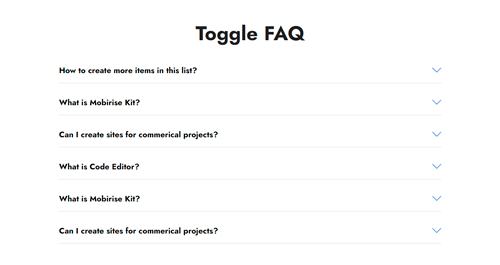 Toggle FAQ
How to create more items in this list?
What is Mobirise Kit?
Can I create sites for commerical projects?
What is Code Editor?
What is Mobirise Kit?
Can I create sites for commerical projects?